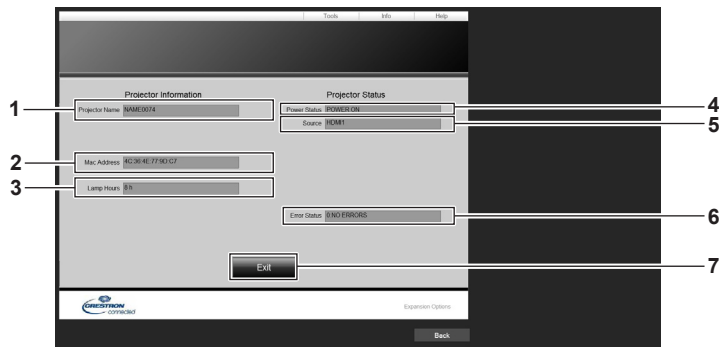 Tools Info Help
Projector Information Projector Status
1 Projector Name NAME0074 Power Status POWER ON 4
Source HDMI1 5
2 Mac Address 4C:36:4E:77:9D:C7
3 Lamp Hours 8 h
Error Status 0:NO ERRORS 6
Exit 7
CRESTRON connected Expansion Options
Back